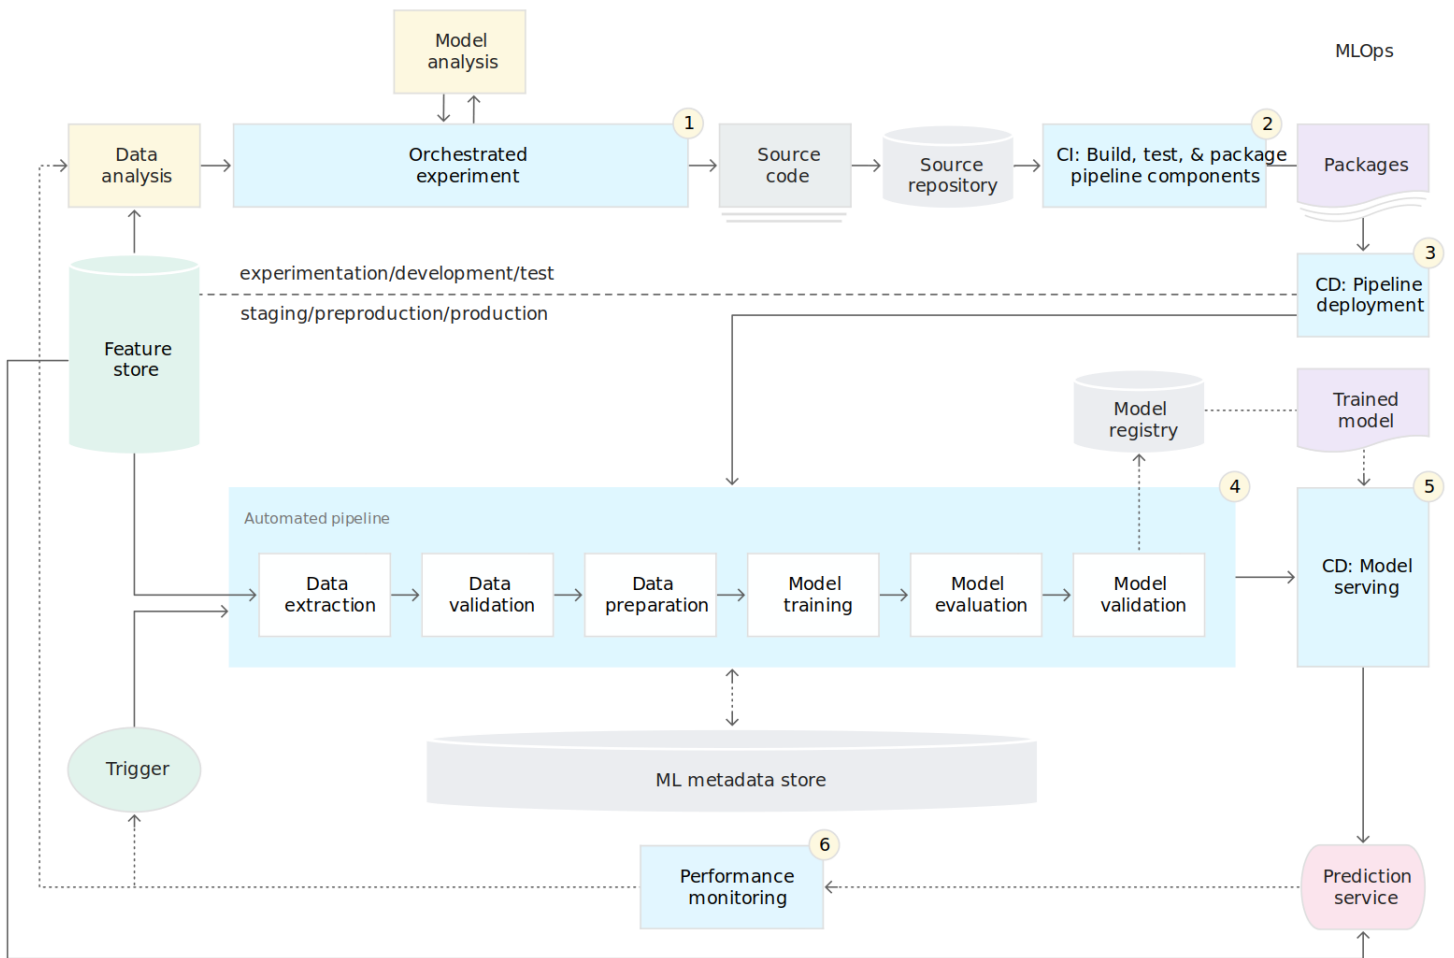 Model
analysis
MLOps
1
2
Data
analysis
Orchestrated
experiment
Source
code
Source
repository
CI: Build, test, & package
pipeline components
Packages
3
experimentation/development/test
CD: Pipeline
deployment
staging/preproduction/production
Feature
store
Model
registry
Trained
model
4
5
Automated pipeline
Data
extraction
Data
validation
Data
preparation
Model
training
Model
evaluation
Model
validation
CD: Model
serving
Trigger
ML metadata store
6
Performance
monitoring
Prediction
service